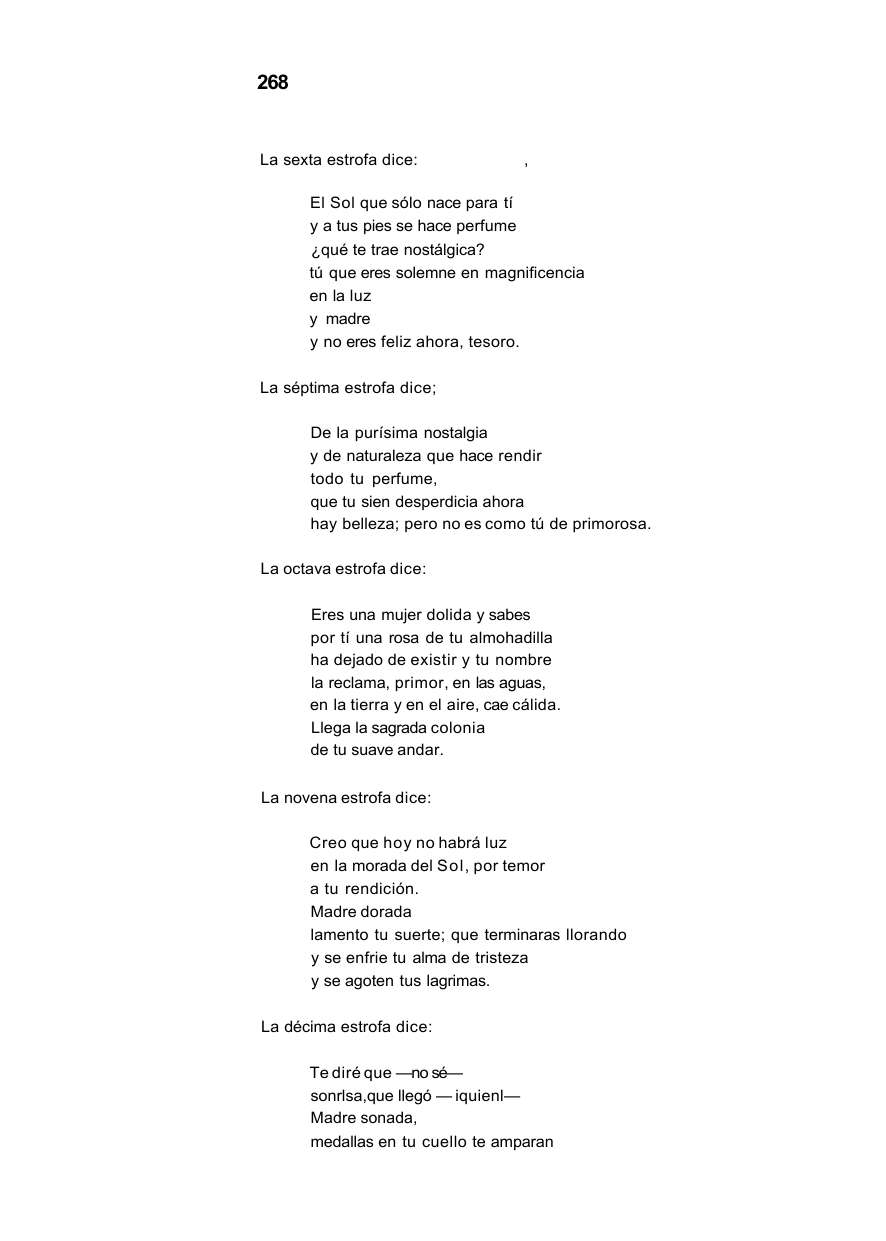 268
La sexta estrofa dice: ,
El Sol que sólo nace para tí
y a tus pies se hace perfume
¿qué te trae nostálgica?
tú que eres solemne en magnificencia
en la luz
y madre
y no eres feliz ahora, tesoro.
La séptima estrofa dice;
De la purísima nostalgia
y de naturaleza que hace rendir
todo tu perfume,
que tu sien desperdicia ahora
hay belleza; pero no es como tú de primorosa.
La octava estrofa dice:
Eres una mujer dolida y sabes
por tí una rosa de tu almohadilla
ha dejado de existir y tu nombre
la reclama, primor, en las aguas,
en la tierra y en el aire, cae cálida.
Llega la sagrada colonia
de tu suave andar.
La novena estrofa dice:
Creo que hoy no habrá luz
en la morada del Sol, por temor
a tu rendición.
Madre dorada
lamento tu suerte; que terminaras llorando
y se enfrie tu alma de tristeza
y se agoten tus lagrimas.
La décima estrofa dice:
Te diré que —no sé—
sonrlsa,que llegó — iquienl—
Madre sonada,
medallas en tu cuello te amparan